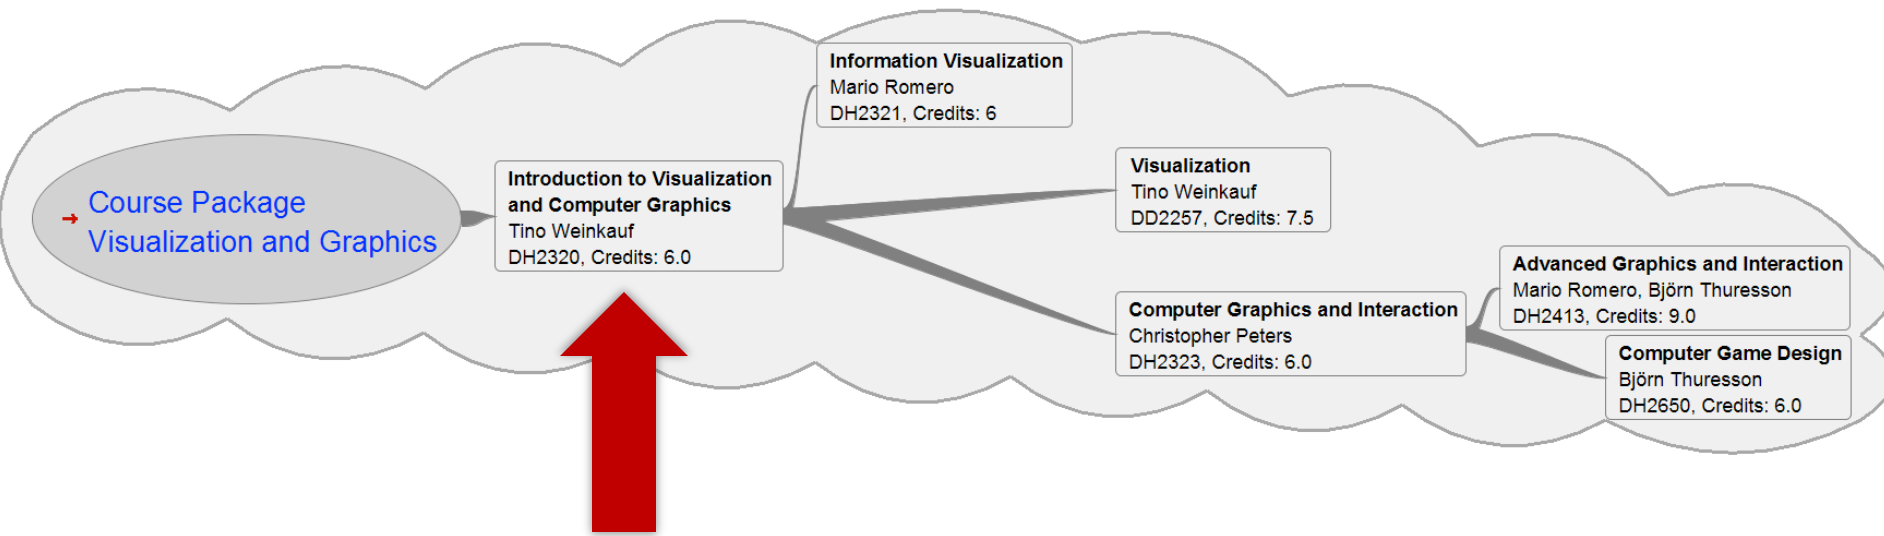 Course Package
Visualization and Graphics
Introduction to Visualization
and Computer Graphics
Tino Weinkauf
DH2320, Credits: 6.0
Information Visualization
Mario Romero
DH2321, Credits: 6
Visualization
Tino Weinkauf
DD2257, Credits: 7.5
Computer Graphics and Interaction
Christopher Peters
DH2323, Credits: 6.0
Advanced Graphics and Interaction
Mario Romero, Björn Thuresson
DH2413, Credits: 9.0
Computer Game Design
Björn Thuresson
DH2650, Credits: 6.0